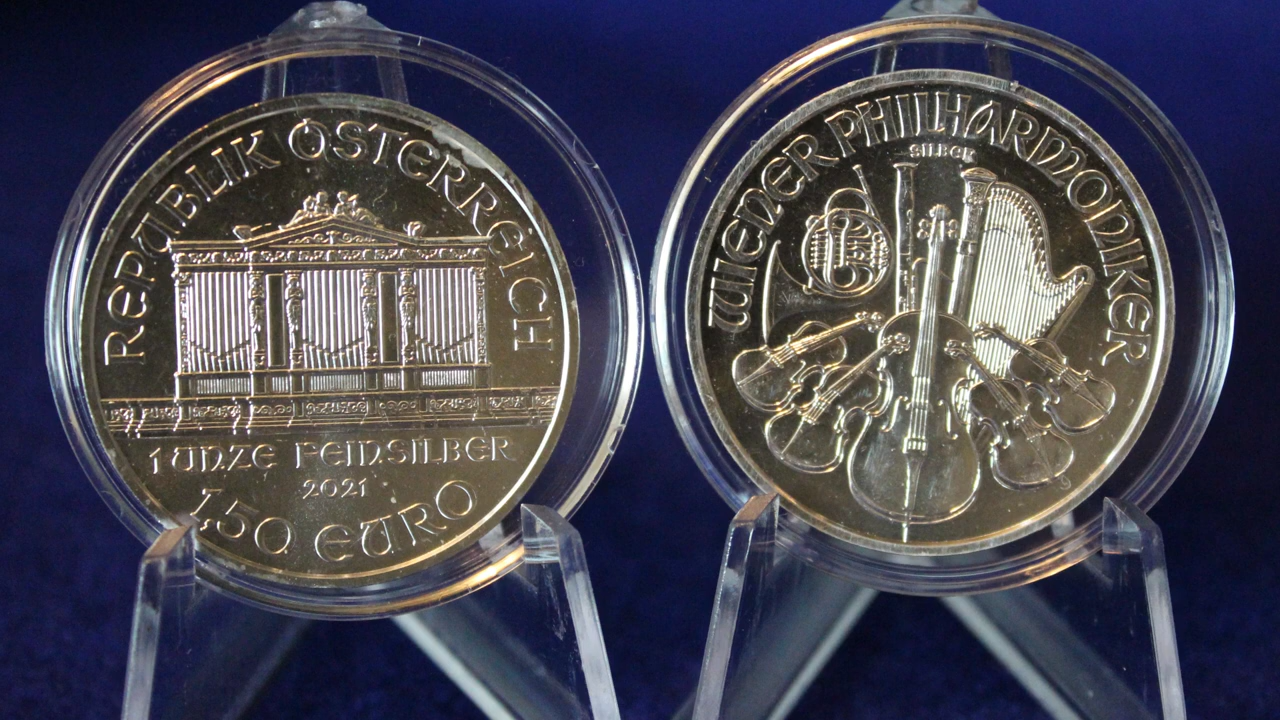 REPUBLIK ÖSTERREICH
1 UNZE FEINSILBER
2021
1,50 EURO
WIENER PHILHARMONIKER
SILBER